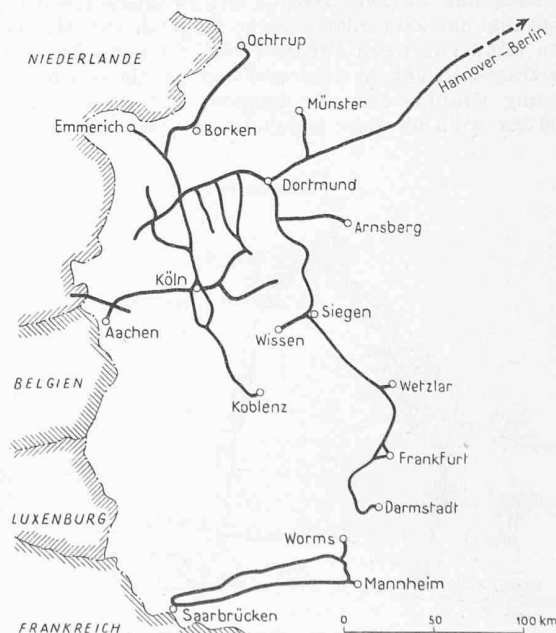 Ochtrup
NIEDERLANDE
Hannover–Berlin
Münster
Emmerich
Borken
Dortmund
Arnsberg
Köln
Siegen
Aachen
Wissen
BELGIEN
Wetzlar
Koblenz
Frankfurt
Darmstadt
LUXENBURG
Worms
Mannheim
Saarbrücken
FRANKREICH
0 50 100 km